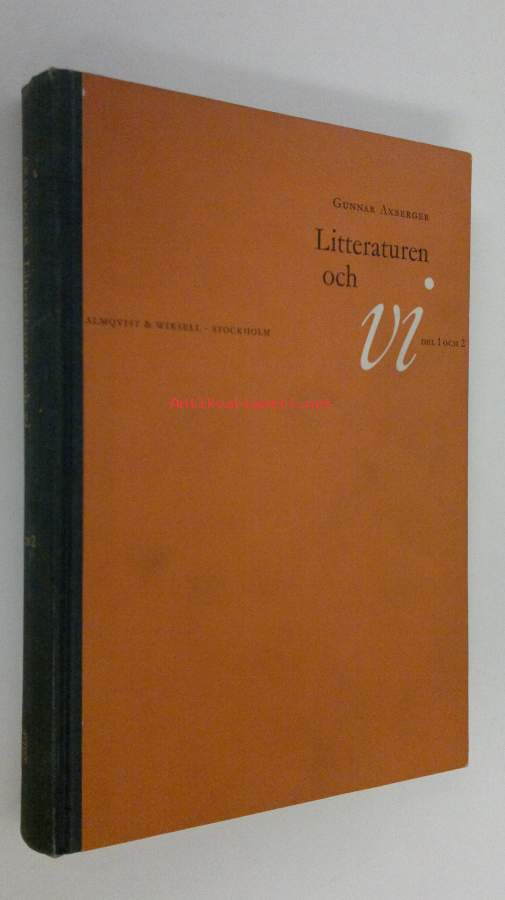 GUNNAR AXBERGER
Litteraturen
och
vi
DEL 1 OCH 2
ALMQVIST & WIKSELL - STOCKHOLM